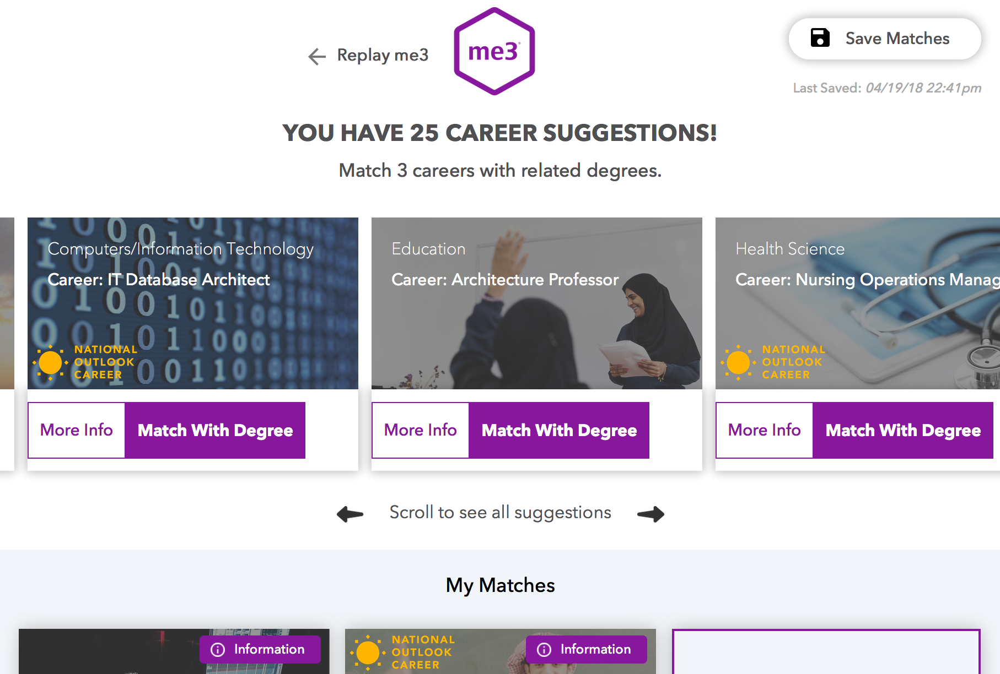 Replay me3
me3
Save Matches
Last Saved: 04/19/18 22:41pm
YOU HAVE 25 CAREER SUGGESTIONS!
Match 3 careers with related degrees.
Computers/Information Technology
Career: IT Database Architect
NATIONAL
OUTLOOK
CAREER
More Info
Match With Degree
Education
Career: Architecture Professor
More Info
Match With Degree
Health Science
Career: Nursing Operations Manag
NATIONAL
OUTLOOK
CAREER
More Info
Match With Degree
Scroll to see all suggestions
My Matches
Information
NATIONAL
OUTLOOK
CAREER
Information